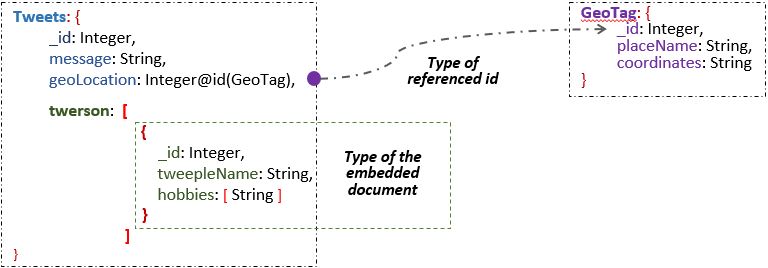 Tweets: {
_id: Integer,
message: String,
geoLocation: Integer@id(GeoTag),
twerson: [
{
_id: Integer,
tweepleName: String,
hobbies: [ String ]
}
]
}
Type of
referenced id
Type of the
embedded
document
GeoTag: {
_id: Integer,
placeName: String,
coordinates: String
}